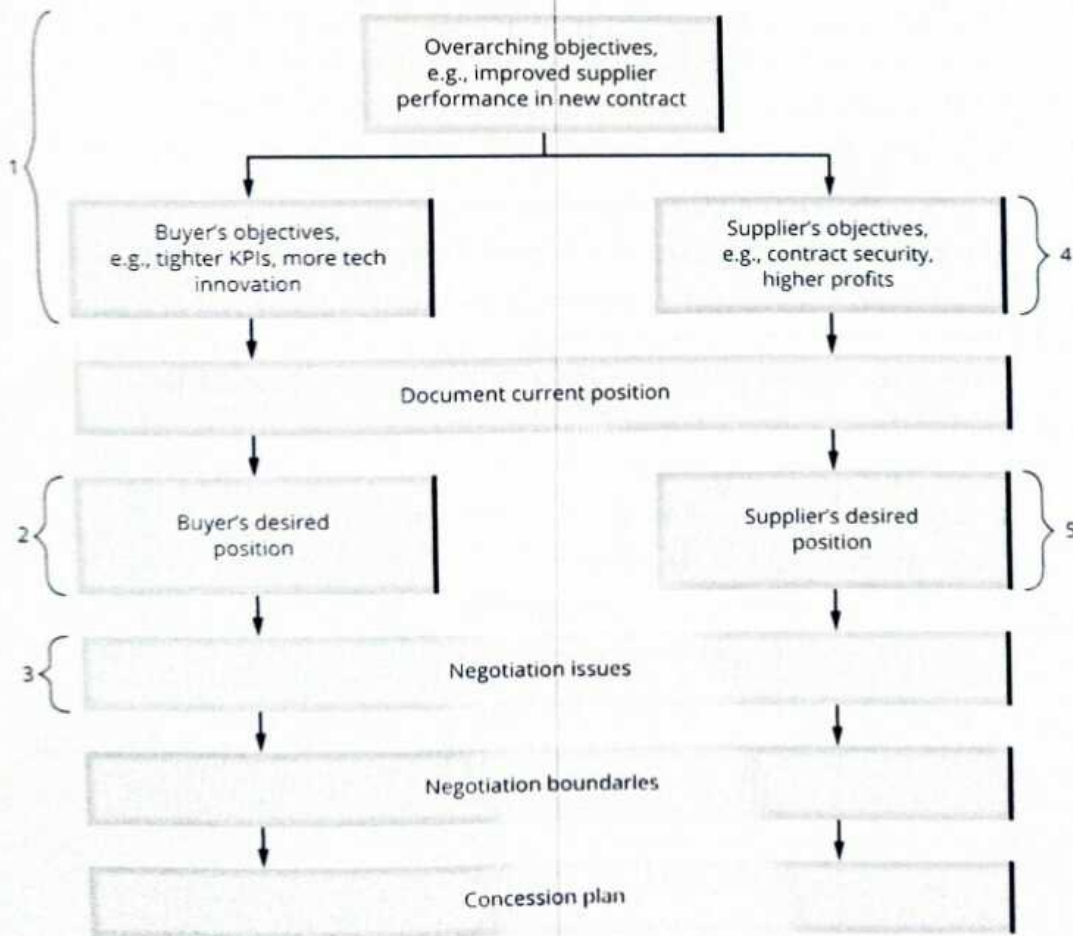 Overarching objectives,
e.g., improved supplier
performance in new contract
1
Buyer's objectives,
e.g., tighter KPIs, more tech
innovation
Supplier's objectives,
e.g., contract security,
higher profits
4
Document current position
2
Buyer's desired
position
Supplier's desired
position
5
3
Negotiation issues
Negotiation boundaries
Concession plan